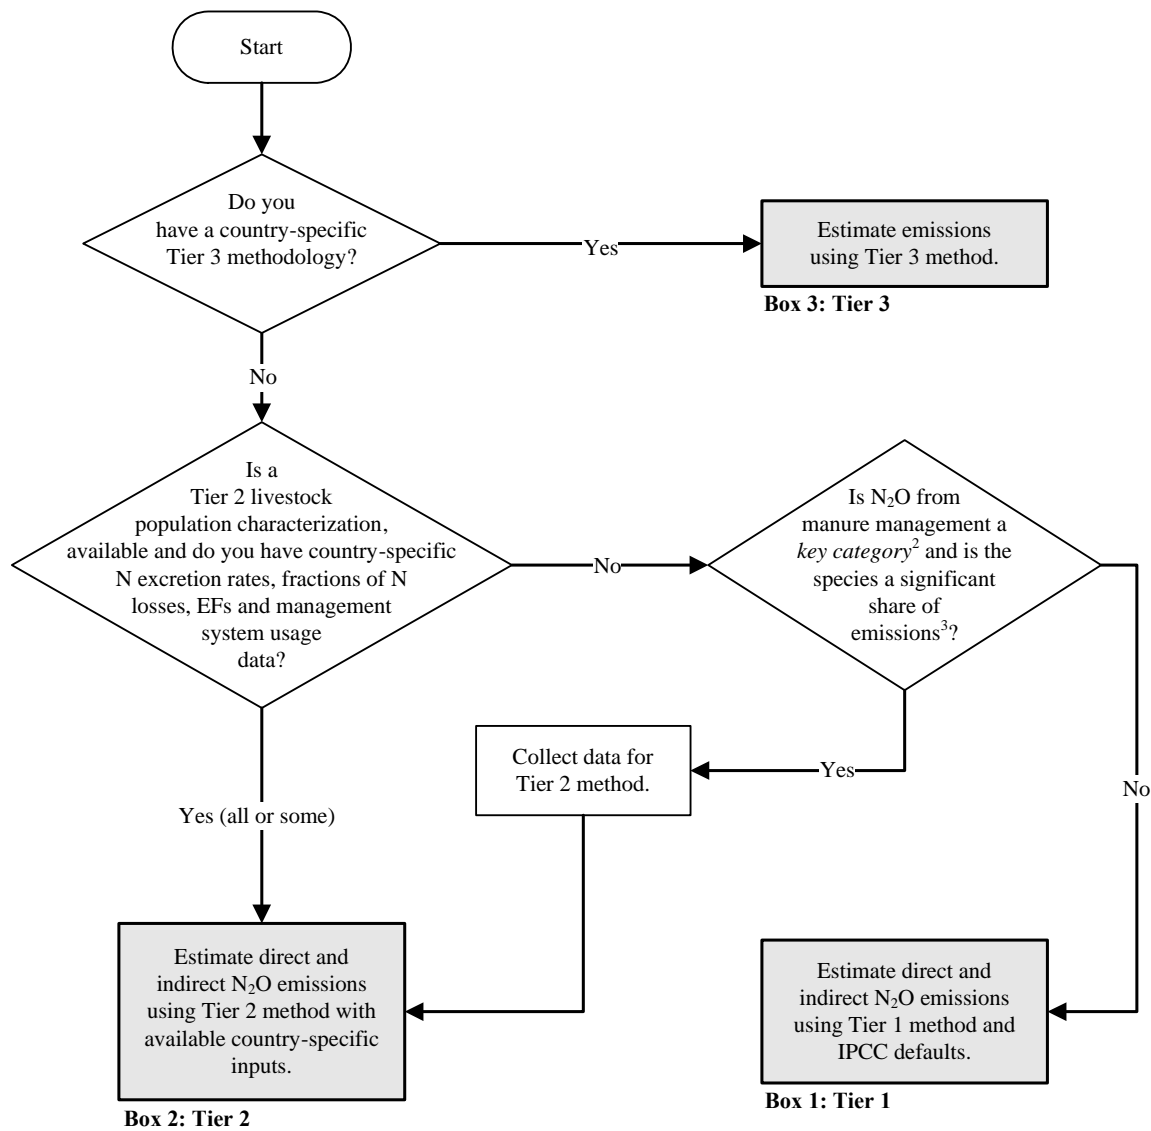 Start
Do you
have a country-specific
Tier 3 methodology?
Yes
Estimate emissions
using Tier 3 method.
Box 3: Tier 3
No
Is a
Tier 2 livestock
population characterization,
available and do you have country-specific
N excretion rates, fractions of N
losses, EFs and management
system usage
data?
No
Is N₂O from
manure management a
key category² and is the
species a significant
share of
emissions³?
Collect data for
Tier 2 method.
Yes
No
Yes (all or some)
Estimate direct and
indirect N₂O emissions
using Tier 2 method with
available country-specific
inputs.
Box 2: Tier 2
Estimate direct and
indirect N₂O emissions
using Tier 1 method and
IPCC defaults.
Box 1: Tier 1